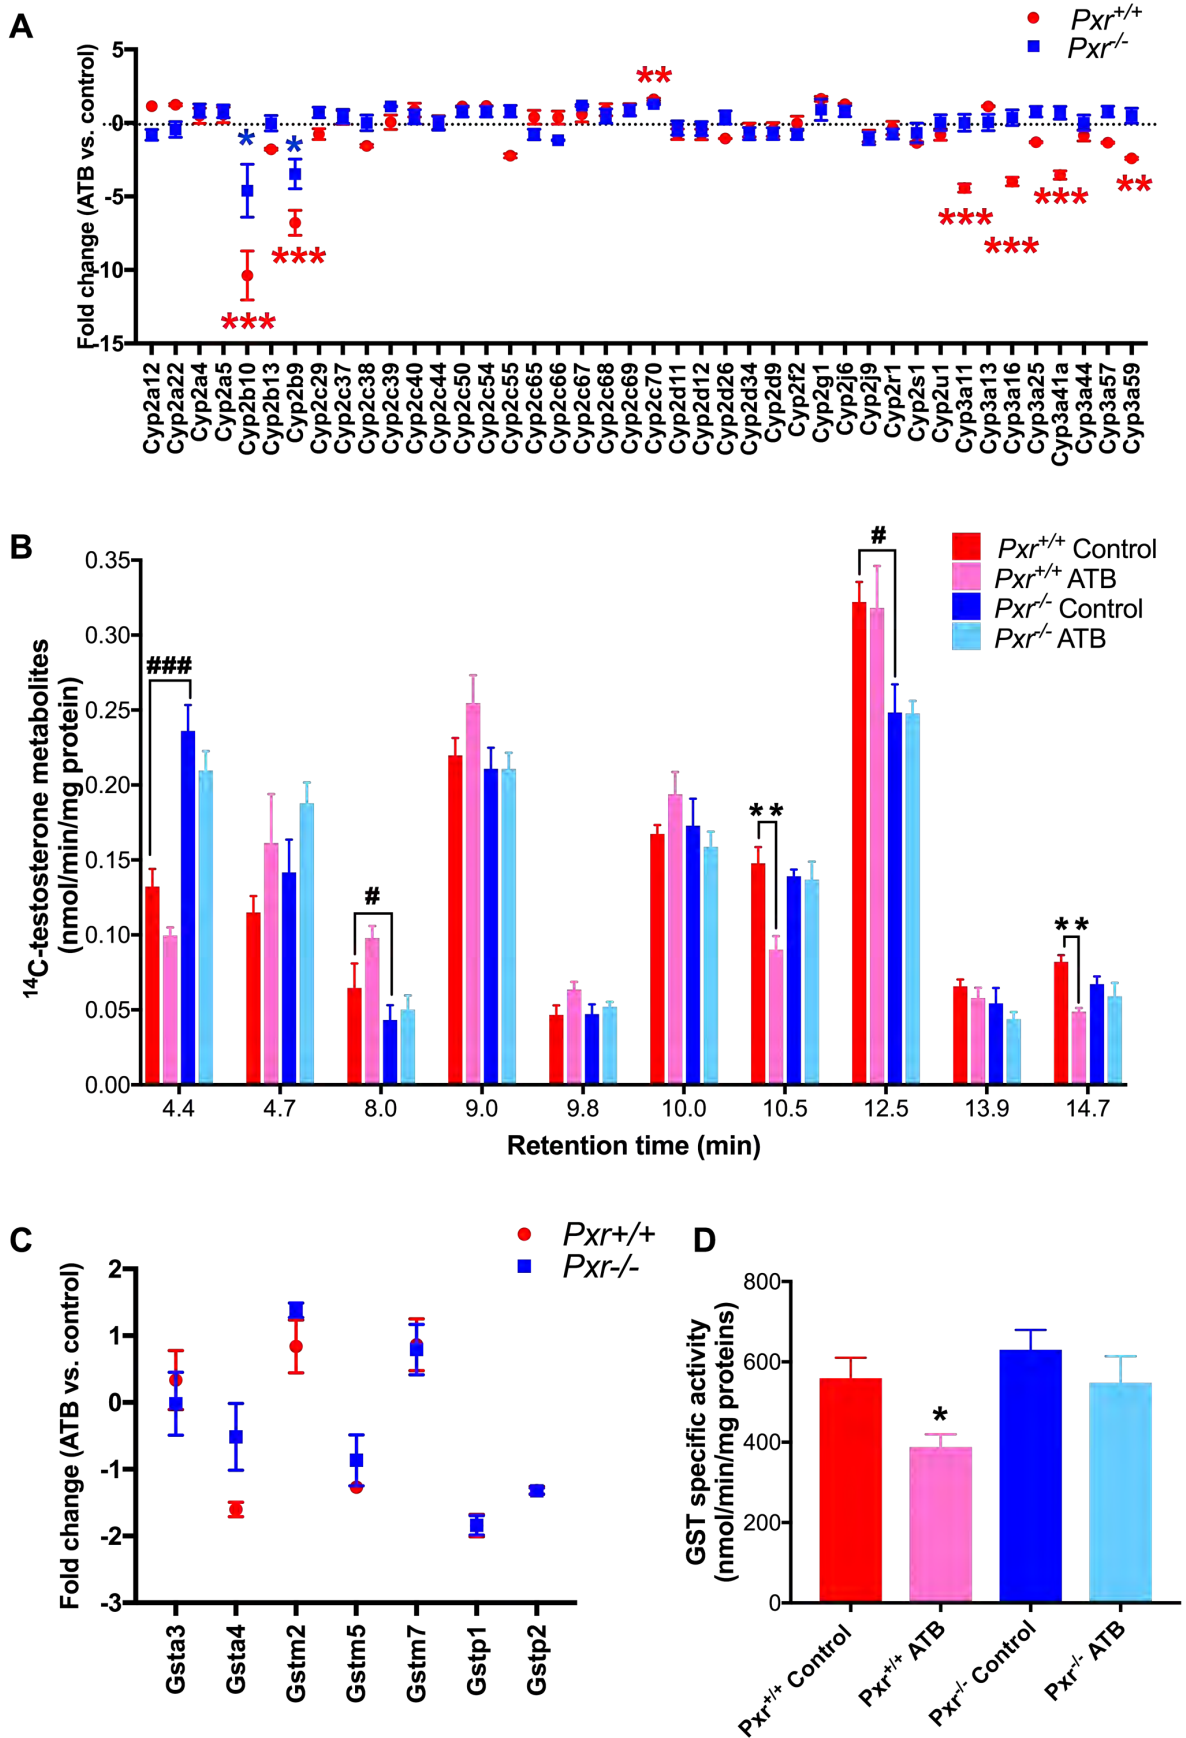 A
Pxr+/+
Pxr-/-
Fold change (ATB vs. control)
5
0
-5
-10
-15
*
*
***
***
**
***
***
***
**
Cyp2a12
Cyp2a22
Cyp2a4
Cyp2a5
Cyp2b10
Cyp2b13
Cyp2b9
Cyp2c29
Cyp2c37
Cyp2c38
Cyp2c39
Cyp2c40
Cyp2c44
Cyp2c50
Cyp2c54
Cyp2c55
Cyp2c65
Cyp2c66
Cyp2c67
Cyp2c68
Cyp2c69
Cyp2c70
Cyp2d11
Cyp2d12
Cyp2d26
Cyp2d34
Cyp2d9
Cyp2f2
Cyp2g1
Cyp2j6
Cyp2j9
Cyp2r1
Cyp2s1
Cyp2u1
Cyp3a11
Cyp3a13
Cyp3a16
Cyp3a25
Cyp3a41a
Cyp3a44
Cyp3a57
Cyp3a59
B
Pxr+/+ Control
Pxr+/+ ATB
Pxr-/- Control
Pxr-/- ATB
14C-testosterone metabolites
(nmol/min/mg protein)
0.35
0.30
0.25
0.20
0.15
0.10
0.05
0.00
###
#
**
#
**
4.4
4.7
8.0
9.0
9.8
10.0
10.5
12.5
13.9
14.7
Retention time (min)
C
Pxr+/+
Pxr-/-
Fold change (ATB vs. control)
2
1
0
-1
-2
-3
Gsta3
Gsta4
Gstm2
Gstm5
Gstm7
Gstp1
Gstp2
D
GST specific activity
(nmol/min/mg proteins)
800
600
400
200
0
*
Pxr+/+ Control
Pxr+/+ ATB
Pxr-/- Control
Pxr-/- ATB